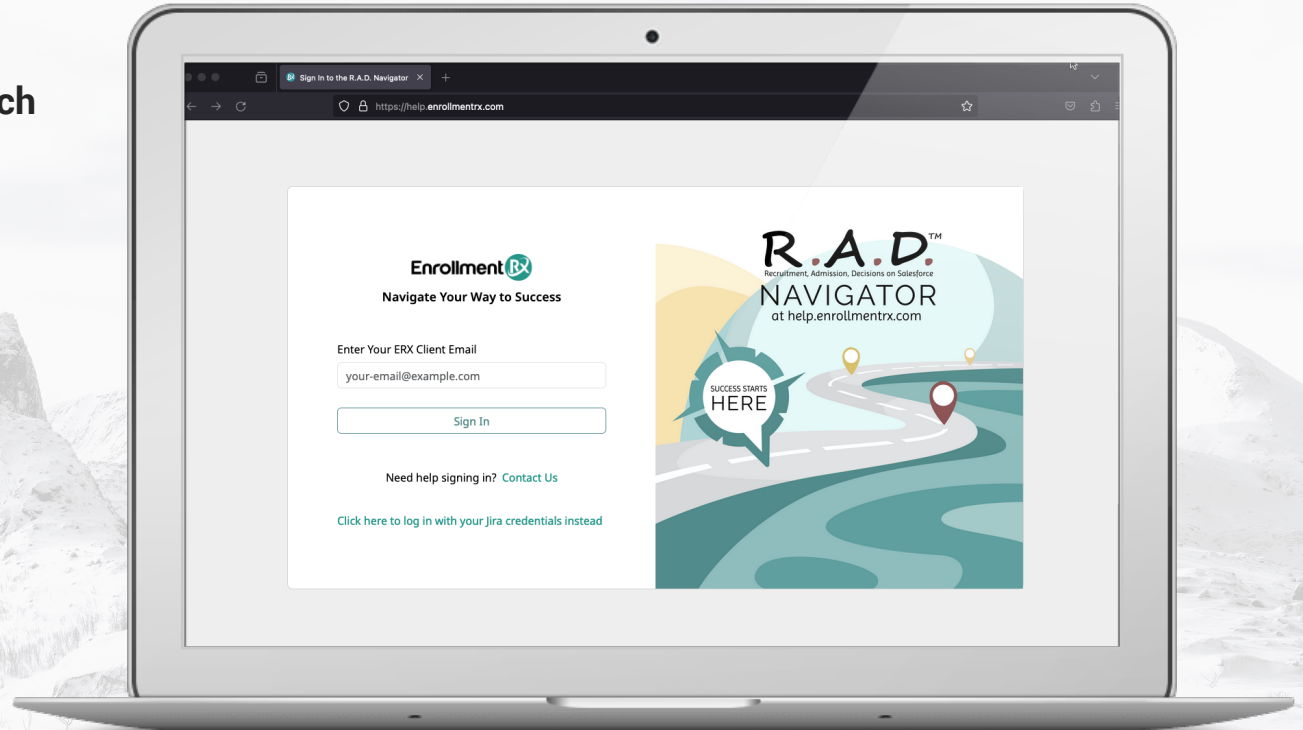 ch
Sign In to the R.A.D. Navigator
https://help.enrollmentrx.com
Enrollment Rx
Navigate Your Way to Success
Enter Your ERX Client Email
your-email@example.com
Sign In
Need help signing in? Contact Us
Click here to log in with your Jira credentials instead
R.A.D.™
Recruitment, Admission, Decisions on Salesforce
NAVIGATOR
at help.enrollmentrx.com
SUCCESS STARTS
HERE